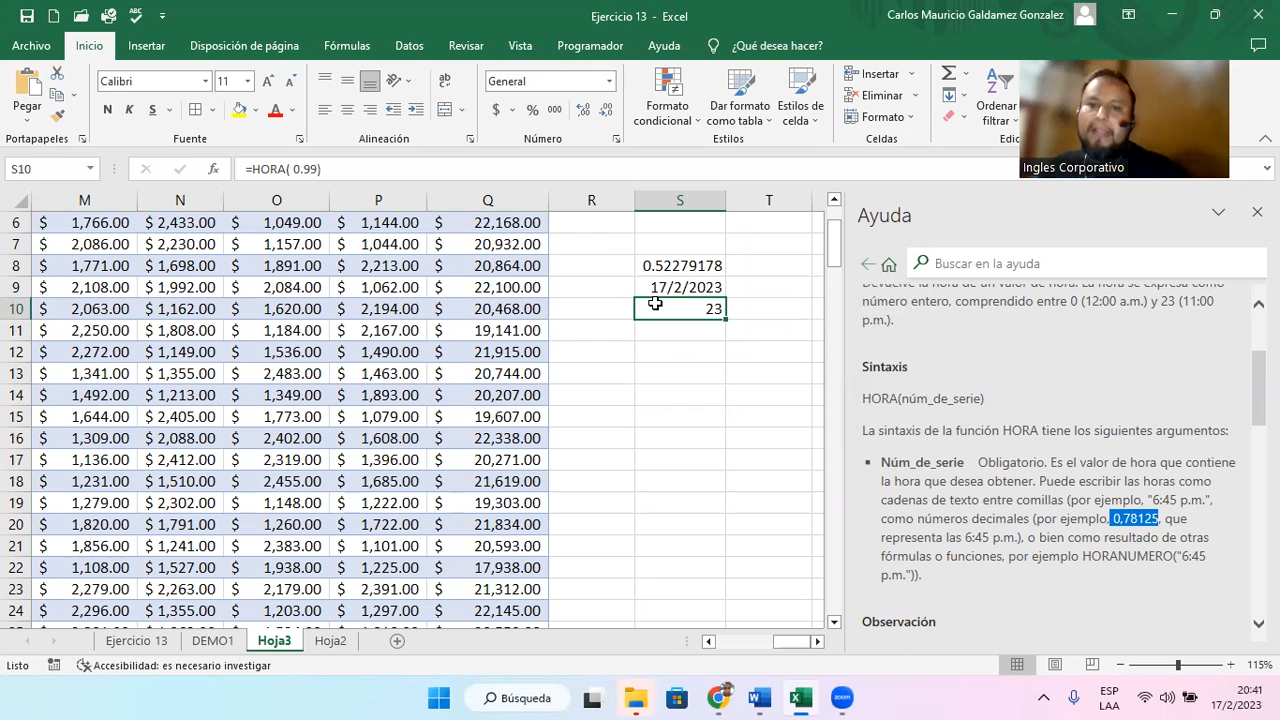 Ejercicio 13 - Excel
Carlos Mauricio Galdamez Gonzalez
Archivo Inicio Insertar Disposición de página Fórmulas Datos Revisar Vista Programador Ayuda ¿Qué desea hacer?
Pegar
Calibri 11
N K S
General
$ % 000
Formato condicional
Dar formato como tabla
Estilos de celda
Insertar
Eliminar
Formato
Ordenar
filtrar
Portapapeles Fuente Alineación Número Estilos Celdas
Ingles Corporativo
S10 fx =HORA( 0.99)
M N O P Q R S T
6 $ 1,766.00 $ 2,433.00 $ 1,049.00 $ 1,144.00 $ 22,168.00
7 $ 2,086.00 $ 2,230.00 $ 1,157.00 $ 1,044.00 $ 20,932.00
8 $ 1,771.00 $ 1,698.00 $ 1,891.00 $ 2,213.00 $ 20,864.00 0.52279178
9 $ 2,108.00 $ 1,992.00 $ 2,084.00 $ 1,062.00 $ 22,100.00 17/2/2023
10 $ 2,063.00 $ 1,162.00 $ 1,620.00 $ 2,194.00 $ 20,468.00 23
11 $ 2,250.00 $ 1,808.00 $ 1,184.00 $ 2,167.00 $ 19,141.00
12 $ 2,272.00 $ 1,149.00 $ 1,536.00 $ 1,490.00 $ 21,915.00
13 $ 1,341.00 $ 1,355.00 $ 2,483.00 $ 1,463.00 $ 20,744.00
14 $ 1,492.00 $ 1,213.00 $ 1,349.00 $ 1,893.00 $ 20,207.00
15 $ 1,644.00 $ 2,405.00 $ 1,773.00 $ 1,079.00 $ 19,607.00
16 $ 1,309.00 $ 2,088.00 $ 2,402.00 $ 1,608.00 $ 22,338.00
17 $ 1,136.00 $ 2,412.00 $ 2,319.00 $ 1,396.00 $ 20,271.00
18 $ 1,231.00 $ 1,510.00 $ 2,455.00 $ 1,685.00 $ 21,619.00
19 $ 1,279.00 $ 2,302.00 $ 1,148.00 $ 1,222.00 $ 19,303.00
20 $ 1,820.00 $ 1,791.00 $ 1,260.00 $ 1,722.00 $ 21,834.00
21 $ 1,856.00 $ 1,241.00 $ 2,383.00 $ 1,101.00 $ 20,593.00
22 $ 1,108.00 $ 1,527.00 $ 1,938.00 $ 1,225.00 $ 17,938.00
23 $ 2,279.00 $ 2,263.00 $ 2,179.00 $ 2,391.00 $ 21,312.00
24 $ 2,296.00 $ 1,355.00 $ 1,203.00 $ 1,297.00 $ 22,145.00
Ayuda
Buscar en la ayuda
Devuelve la hora de un valor de hora. La hora se expresa como
número entero, comprendido entre 0 (12:00 a.m.) y 23 (11:00
p.m.).
Sintaxis
HORA(núm_de_serie)
La sintaxis de la función HORA tiene los siguientes argumentos:
Núm_de_serie Obligatorio. Es el valor de hora que contiene
la hora que desea obtener. Puede escribir las horas como
cadenas de texto entre comillas (por ejemplo, "6:45 p.m.",
como números decimales (por ejemplo, 0,78125, que
representa las 6:45 p.m.), o bien como resultado de otras
fórmulas o funciones, por ejemplo HORANUMERO("6:45
p.m.")).
Observación
Ejercicio 13 DEMO1 Hoja3 Hoja2
Listo Accesibilidad: es necesario investigar 115%
Búsqueda
ESP
LAA
20:41
17/2/2023